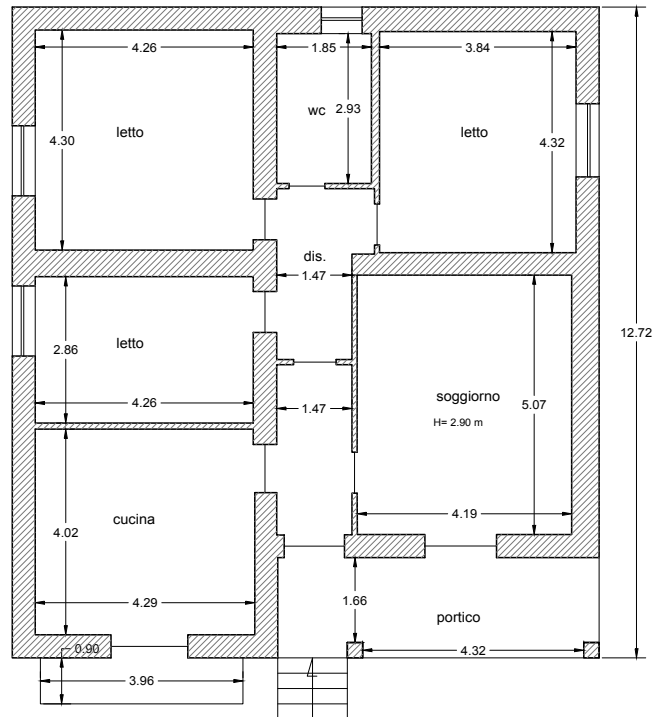 4.26
1.85
3.84
wc
2.93
letto
4.30
letto
4.32
dis.
1.47
12.72
letto
2.86
4.26
1.47
soggiorno
5.07
H= 2.90 m
4.19
cucina
4.02
4.29
1.66
portico
4.32
0.90
3.96